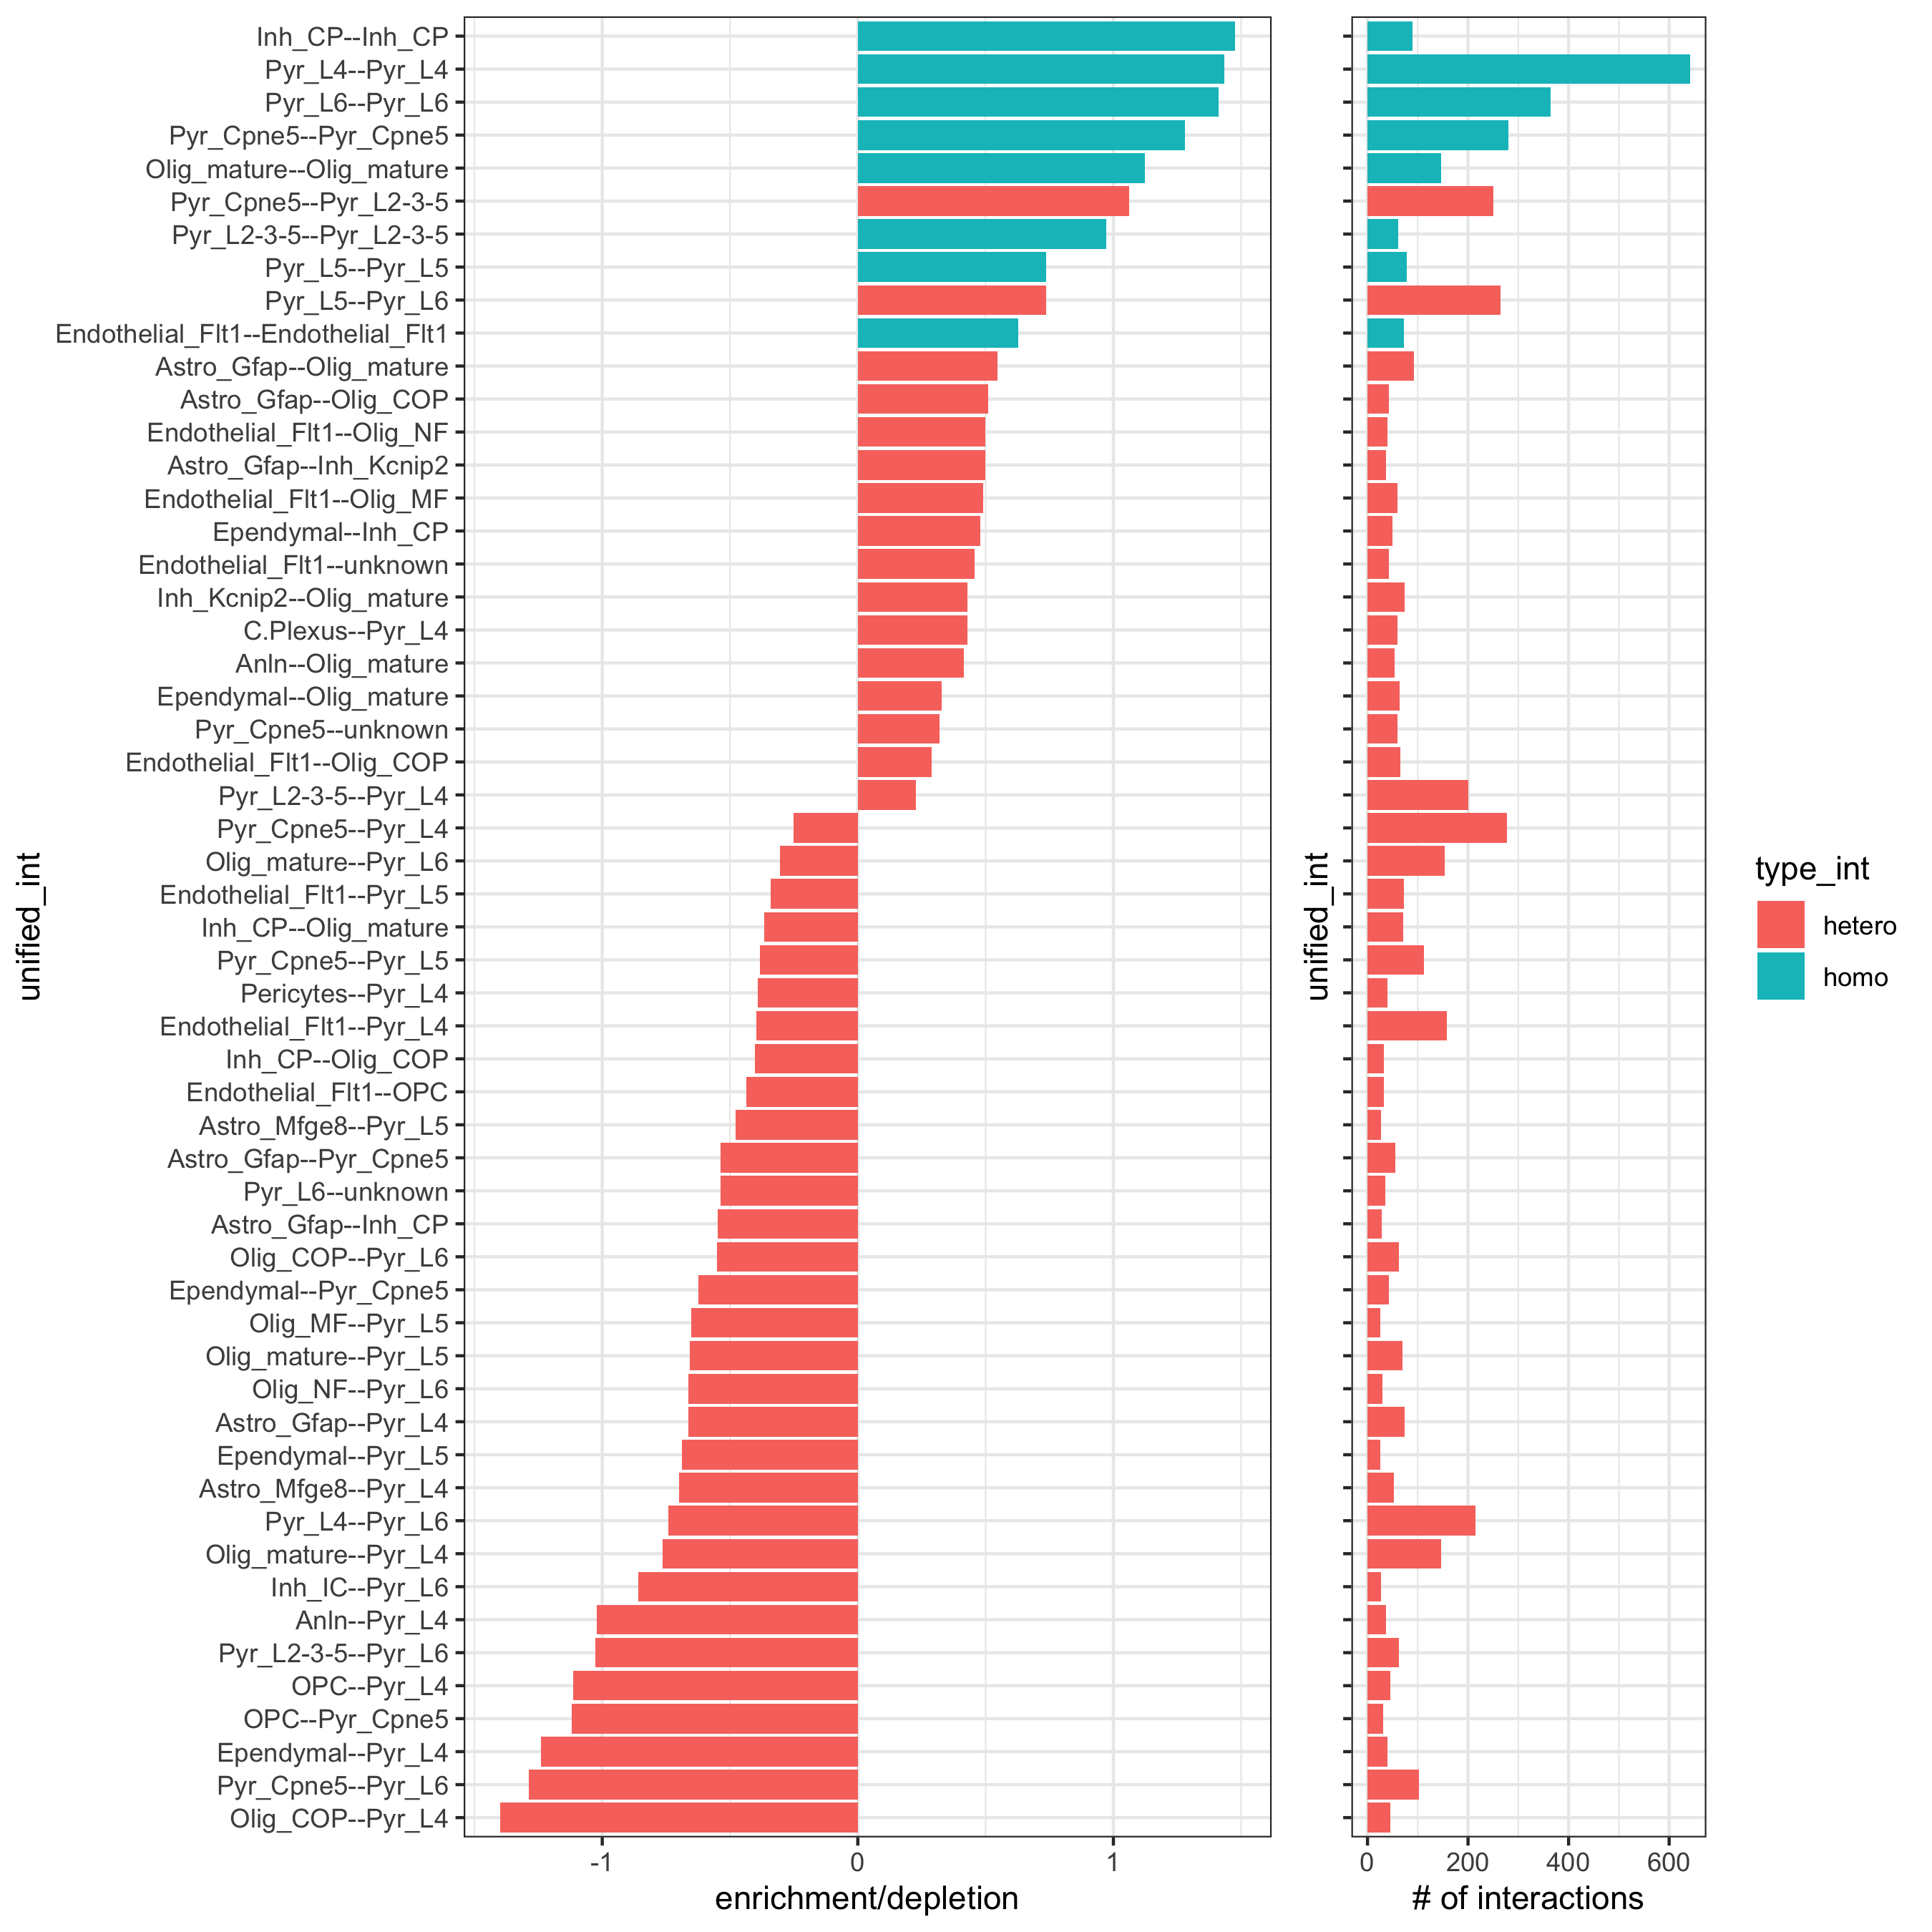 Inh_CP--Inh_CP
Pyr_L4--Pyr_L4
Pyr_L6--Pyr_L6
Pyr_Cpne5--Pyr_Cpne5
Olig_mature--Olig_mature
Pyr_Cpne5--Pyr_L2-3-5
Pyr_L2-3-5--Pyr_L2-3-5
Pyr_L5--Pyr_L5
Pyr_L5--Pyr_L6
Endothelial_Flt1--Endothelial_Flt1
Astro_Gfap--Olig_mature
Astro_Gfap--Olig_COP
Endothelial_Flt1--Olig_NF
Astro_Gfap--Inh_Kcnip2
Endothelial_Flt1--Olig_MF
Ependymal--Inh_CP
Endothelial_Flt1--unknown
Inh_Kcnip2--Olig_mature
C.Plexus--Pyr_L4
Anln--Olig_mature
Ependymal--Olig_mature
Pyr_Cpne5--unknown
Endothelial_Flt1--Olig_COP
Pyr_L2-3-5--Pyr_L4
Pyr_Cpne5--Pyr_L4
Olig_mature--Pyr_L6
Endothelial_Flt1--Pyr_L5
Inh_CP--Olig_mature
Pyr_Cpne5--Pyr_L5
Pericytes--Pyr_L4
Endothelial_Flt1--Pyr_L4
Inh_CP--Olig_COP
Endothelial_Flt1--OPC
Astro_Mfge8--Pyr_L5
Astro_Gfap--Pyr_Cpne5
Pyr_L6--unknown
Astro_Gfap--Inh_CP
Olig_COP--Pyr_L6
Ependymal--Pyr_Cpne5
Olig_MF--Pyr_L5
Olig_mature--Pyr_L5
Olig_NF--Pyr_L6
Astro_Gfap--Pyr_L4
Ependymal--Pyr_L5
Astro_Mfge8--Pyr_L4
Pyr_L4--Pyr_L6
Olig_mature--Pyr_L4
Inh_IC--Pyr_L6
Anln--Pyr_L4
Pyr_L2-3-5--Pyr_L6
OPC--Pyr_L4
OPC--Pyr_Cpne5
Ependymal--Pyr_L4
Pyr_Cpne5--Pyr_L6
Olig_COP--Pyr_L4
unified_int
-1 0 1
enrichment/depletion
unified_int
0 200 400 600
# of interactions
type_int
hetero
homo